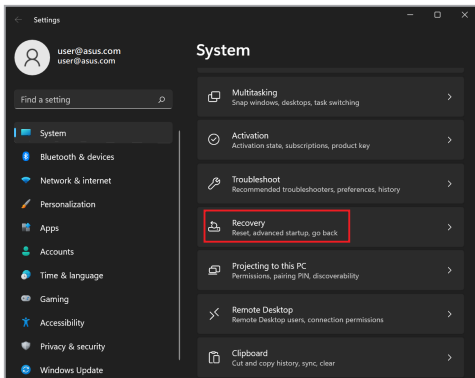 Settings
user@asus.com
user@asus.com
Find a setting
System
Bluetooth & devices
Network & internet
Personalization
Apps
Accounts
Time & language
Gaming
Accessibility
Privacy & security
Windows Update
System
Multitasking
Snap windows, desktops, task switching
Activation
Activation state, subscriptions, product key
Troubleshoot
Recommended troubleshooters, preferences, history
Recovery
Reset, advanced startup, go back
Projecting to this PC
Permissions, pairing PIN, discoverability
Remote Desktop
Remote Desktop users, connection permissions
Clipboard
Cut and copy history, sync, clear